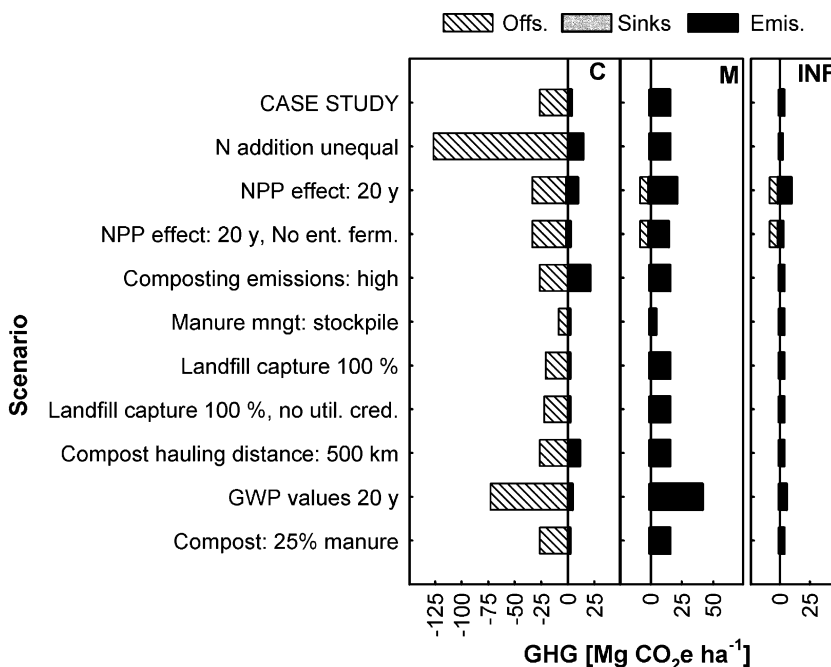 Offs. Sinks Emis.
C M INF
CASE STUDY
N addition unequal
NPP effect: 20 y
NPP effect: 20 y, No ent. ferm.
Composting emissions: high
Manure mngt: stockpile
Landfill capture 100 %
Landfill capture 100 %, no util. cred.
Compost hauling distance: 500 km
GWP values 20 y
Compost: 25% manure
Scenario
-125 -100 -75 -50 -25 0 25 0 25 50 0 25
GHG [Mg CO₂e ha⁻¹]